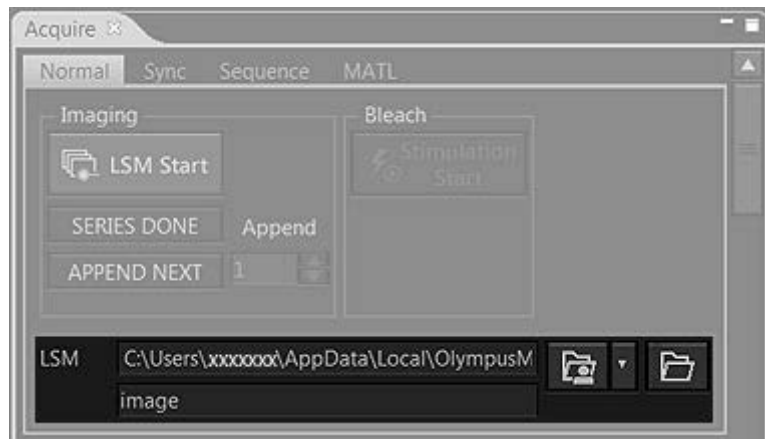 Acquire
Normal Sync Sequence MATL
Imaging Bleach
LSM Start Stimulation Start
SERIES DONE Append
APPEND NEXT 1
LSM C:\Users\xxxxxxx\AppData\Local\OlympusM
image